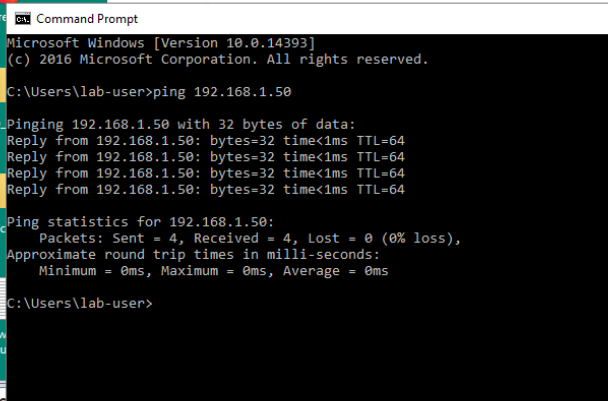 Command Prompt
Microsoft Windows [Version 10.0.14393]
(c) 2016 Microsoft Corporation. All rights reserved.
C:\Users\lab-user>ping 192.168.1.50
Pinging 192.168.1.50 with 32 bytes of data:
Reply from 192.168.1.50: bytes=32 time<1ms TTL=64
Reply from 192.168.1.50: bytes=32 time<1ms TTL=64
Reply from 192.168.1.50: bytes=32 time<1ms TTL=64
Reply from 192.168.1.50: bytes=32 time<1ms TTL=64
Ping statistics for 192.168.1.50:
    Packets: Sent = 4, Received = 4, Lost = 0 (0% loss),
Approximate round trip times in milli-seconds:
    Minimum = 0ms, Maximum = 0ms, Average = 0ms
C:\Users\lab-user>